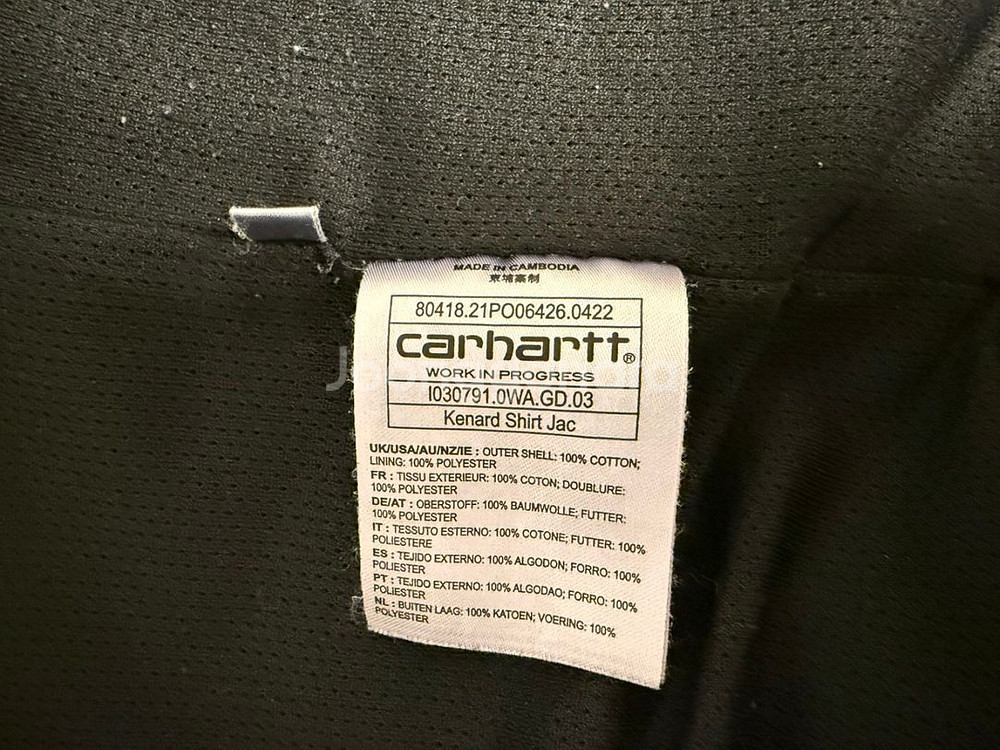 MADE IN CAMBODIA
柬埔寨制
80418.21PO06426.0422
carhartt®
WORK IN PROGRESS
I030791.0WA.GD.03
Kenard Shirt Jac
UK/USA/AU/NZ/IE : OUTER SHELL: 100% COTTON;
LINING: 100% POLYESTER
FR : TISSU EXTERIEUR: 100% COTON; DOUBLURE:
100% POLYESTER
DE/AT : OBERSTOFF: 100% BAUMWOLLE; FUTTER:
100% POLYESTER
IT : TESSUTO ESTERNO: 100% COTONE; FUTTER: 100%
POLIESTERE
ES : TEJIDO EXTERNO: 100% ALGODON; FORRO: 100%
POLIESTER
PT : TEJIDO EXTERNO: 100% ALGODAO; FORRO: 100%
POLIESTER
NL : BUITEN LAAG: 100% KATOEN; VOERING: 100%
POLYESTER